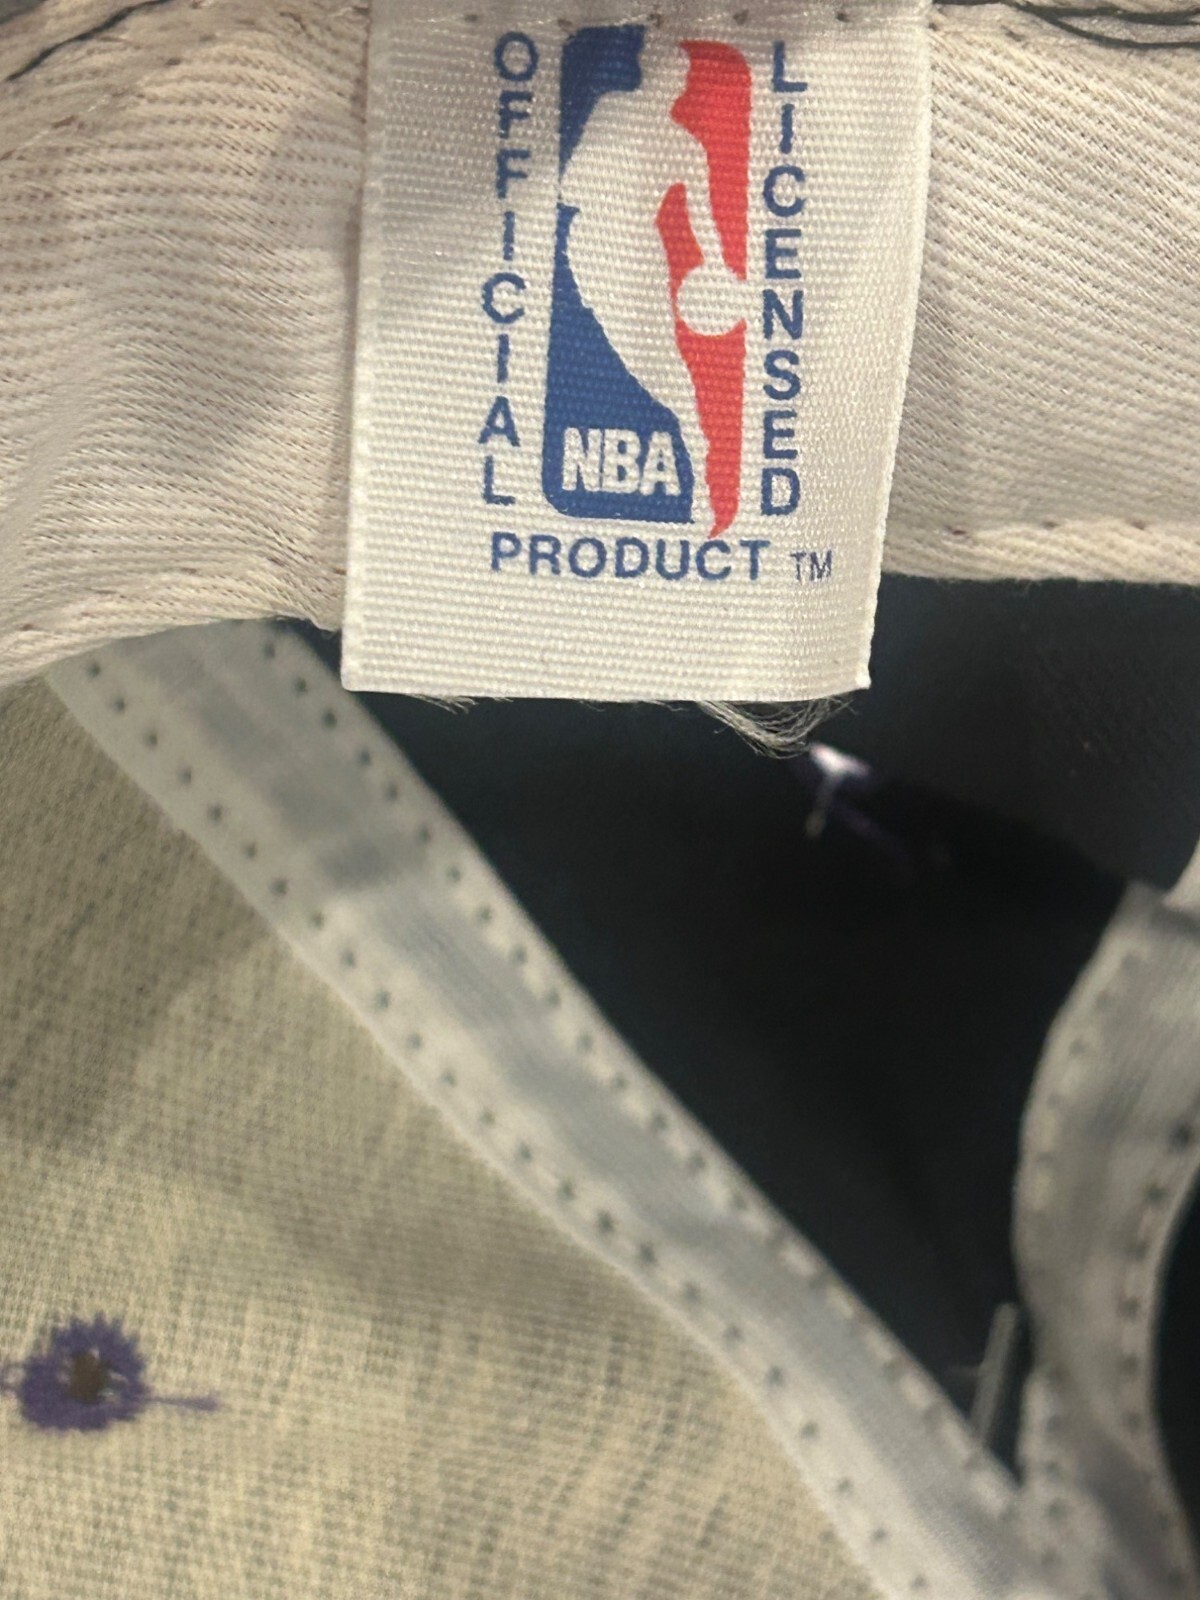 OFFICIAL
NBA
LICENSED
PRODUCT TM